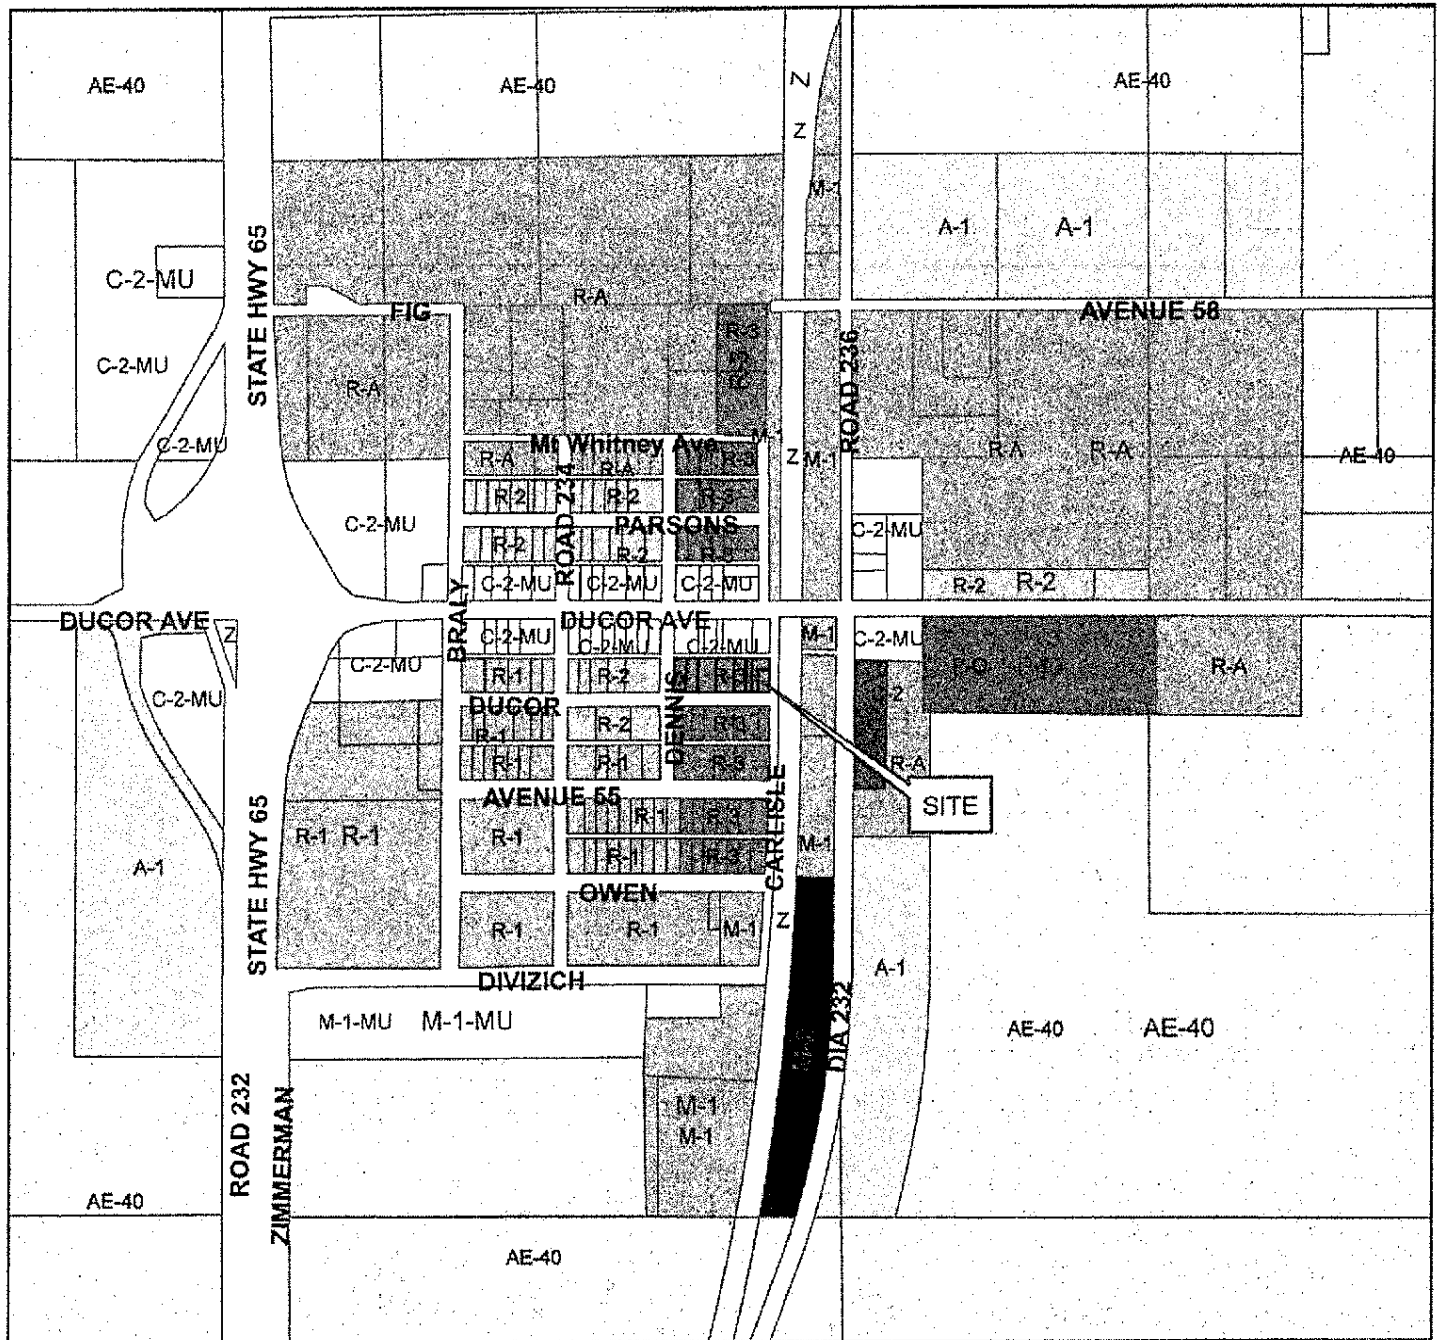 AE-40
AE-40
AE-40
Z
Z
M-1
A-1
A-1
STATE HWY 65
C-2-MU
R-A
FIG
AVENUE 58
R-3
R-3
ROAD 236
C-2-MU
R-A
C-2-MU
Mt Whitney Ave
M-1
R-A
R-A
R-3
Z
M-1
R-A
R-A
AE-40
ROAD 234
R-2
R-2
R-3
C-2-MU
PARSONS
C-2-MU
R-2
R-2
R-3
C-2-MU
C-2-MU
C-2-MU
R-2
R-2
BRALY
DUCOR AVE
DUCOR AVE
Z
C-2-MU
C-2-MU
C-2-MU
M-1
C-2-MU
C-2-MU
R-1
R-2
R-3
R-A
C-2-MU
DENNIS
C-2
DUCOR
R-1
R-2
R-3
R-1
R-1
R-3
R-A
CARLISLE
SITE
AVENUE 55
STATE HWY 65
R-1
R-1
R-1
R-1
R-3
M-1
A-1
R-1
R-3
OWEN
R-1
R-1
M-1
Z
A-1
DIVIZICH
M-1-MU
M-1-MU
DIA 232
AE-40
AE-40
ROAD 232
ZIMMERMAN
M-1
M-1
AE-40
AE-40